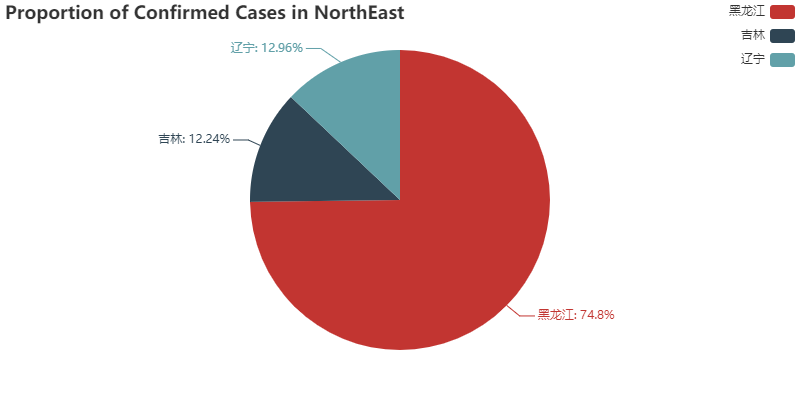 Proportion of Confirmed Cases in NorthEast
黑龙江
吉林
辽宁
辽宁: 12.96%
吉林: 12.24%
黑龙江: 74.8%